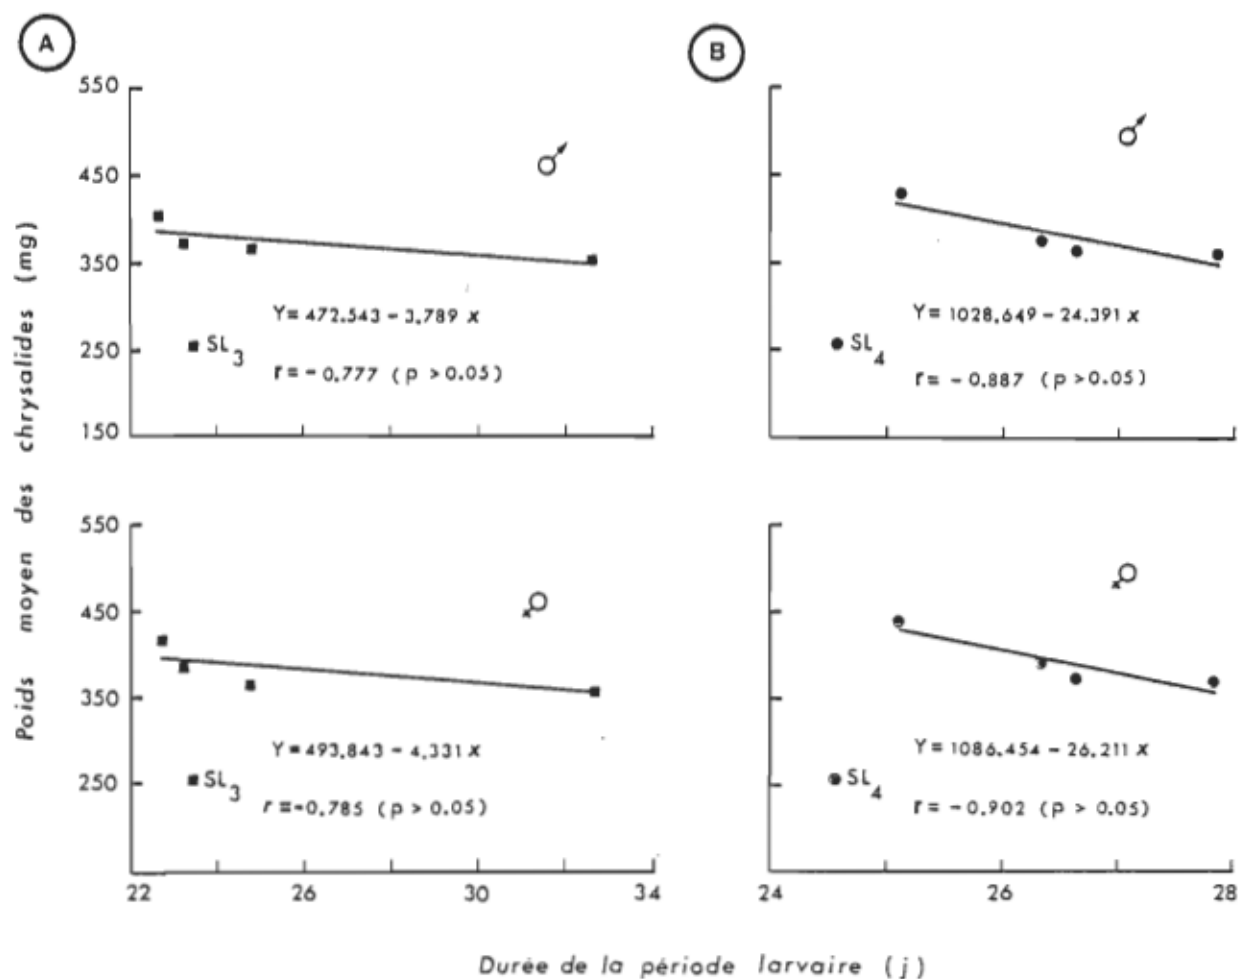 A
B
Poids moyen des chrysalides (mg)
550
450
350
250
150
Y= 472.543 – 3.789 x
SL3
r = – 0.777 ( p > 0.05)
Y= 1028.649 – 24.391 x
SL4
r = – 0.887 (p >0.05)
550
450
350
250
Y= 493.843 – 4.331 x
SL3
r =–0.785 (p > 0.05)
22
26
30
34
Y= 1086.454 – 26.211 x
SL4
r = – 0.902 (p > 0.05)
24
26
28
Durée de la période larvaire (j)